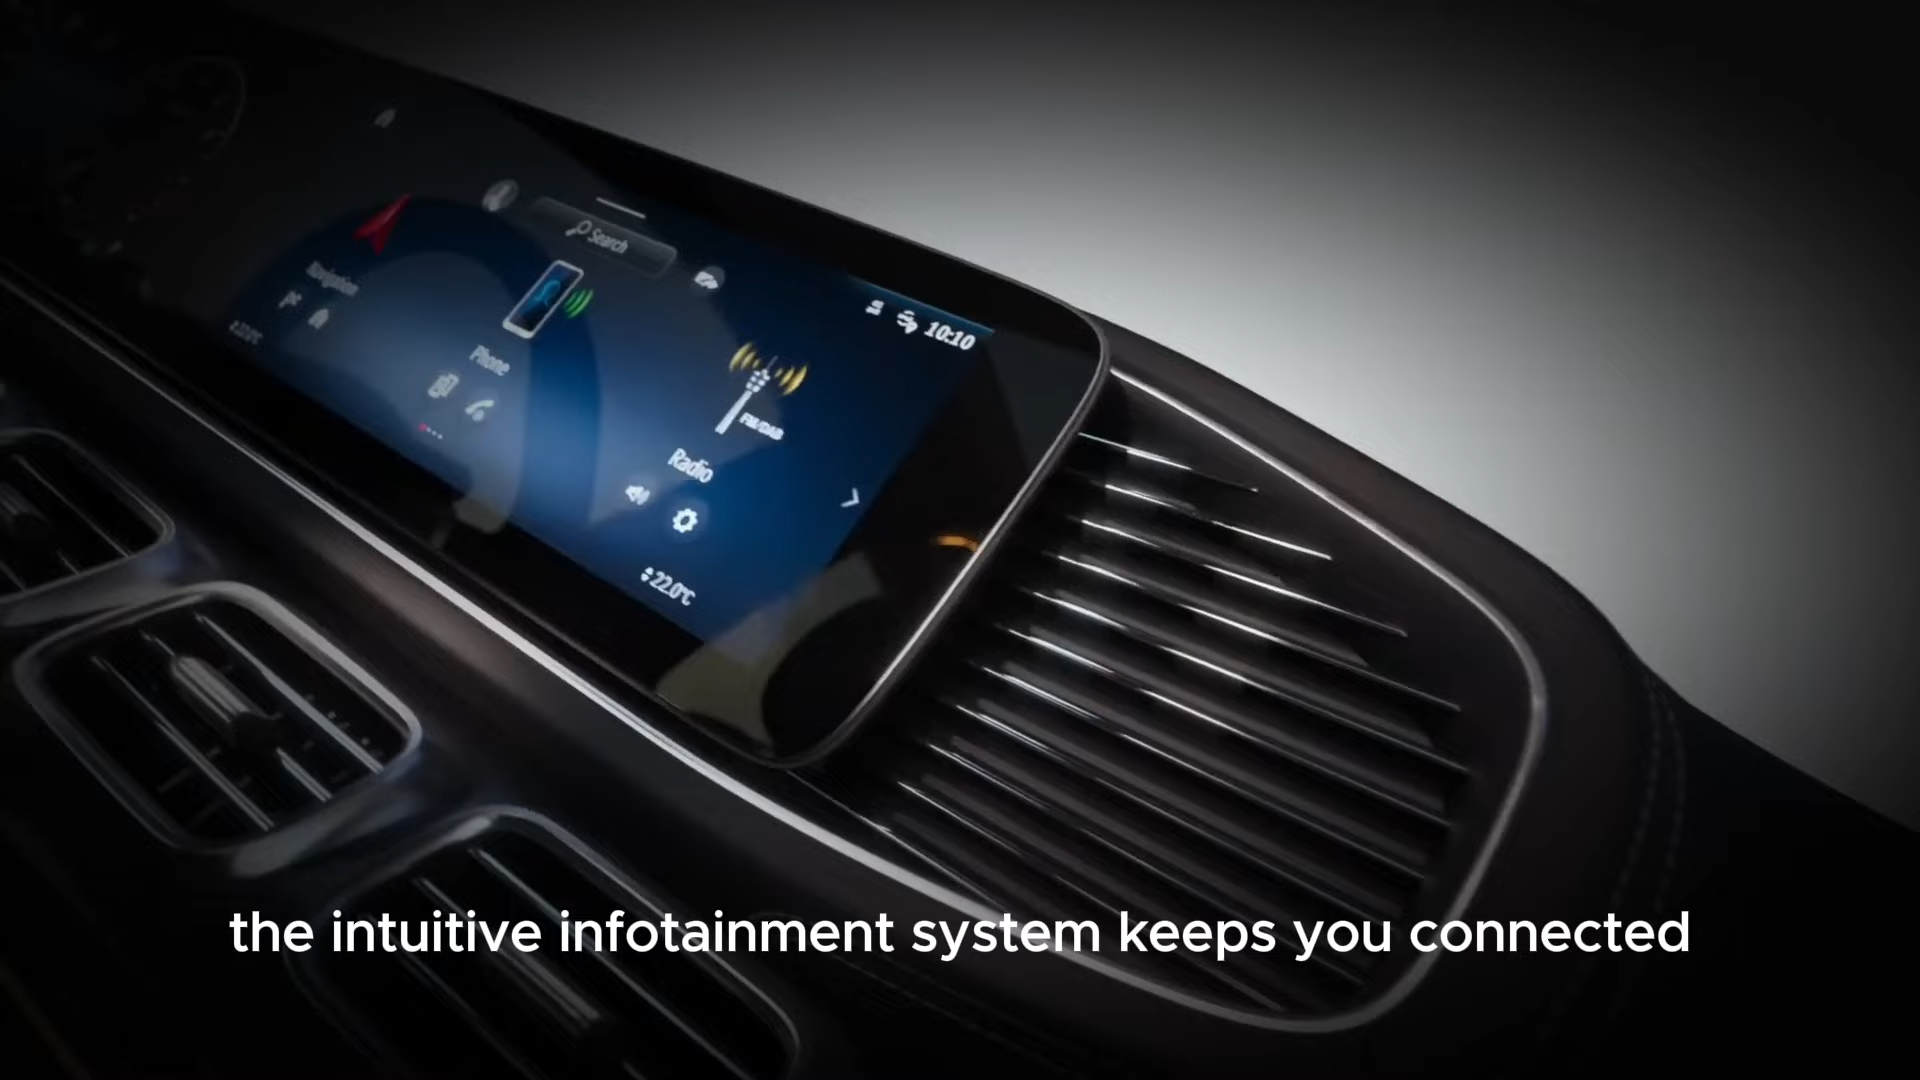 Search
10:10
Navigation
Phone
FM/DAB
Radio
22.0°C
the intuitive infotainment system keeps you connected